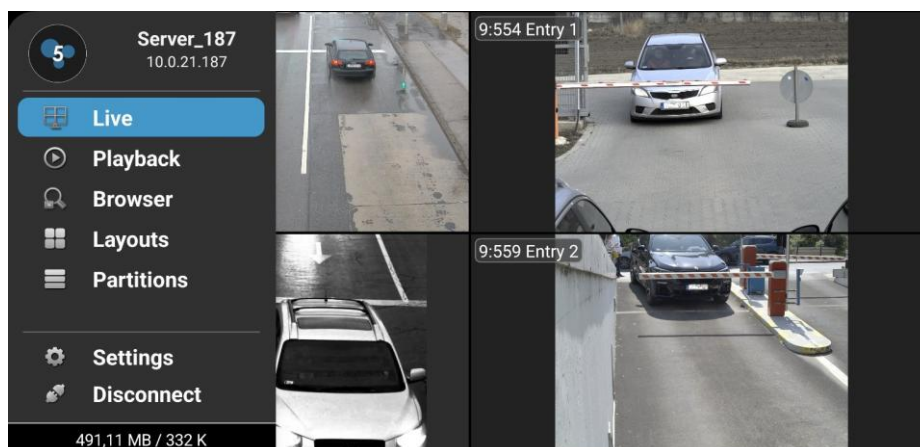 5
Server_187
10.0.21.187
Live
Playback
Browser
Layouts
Partitions
Settings
Disconnect
491,11 MB / 332 K
9:554 Entry 1
9:559 Entry 2